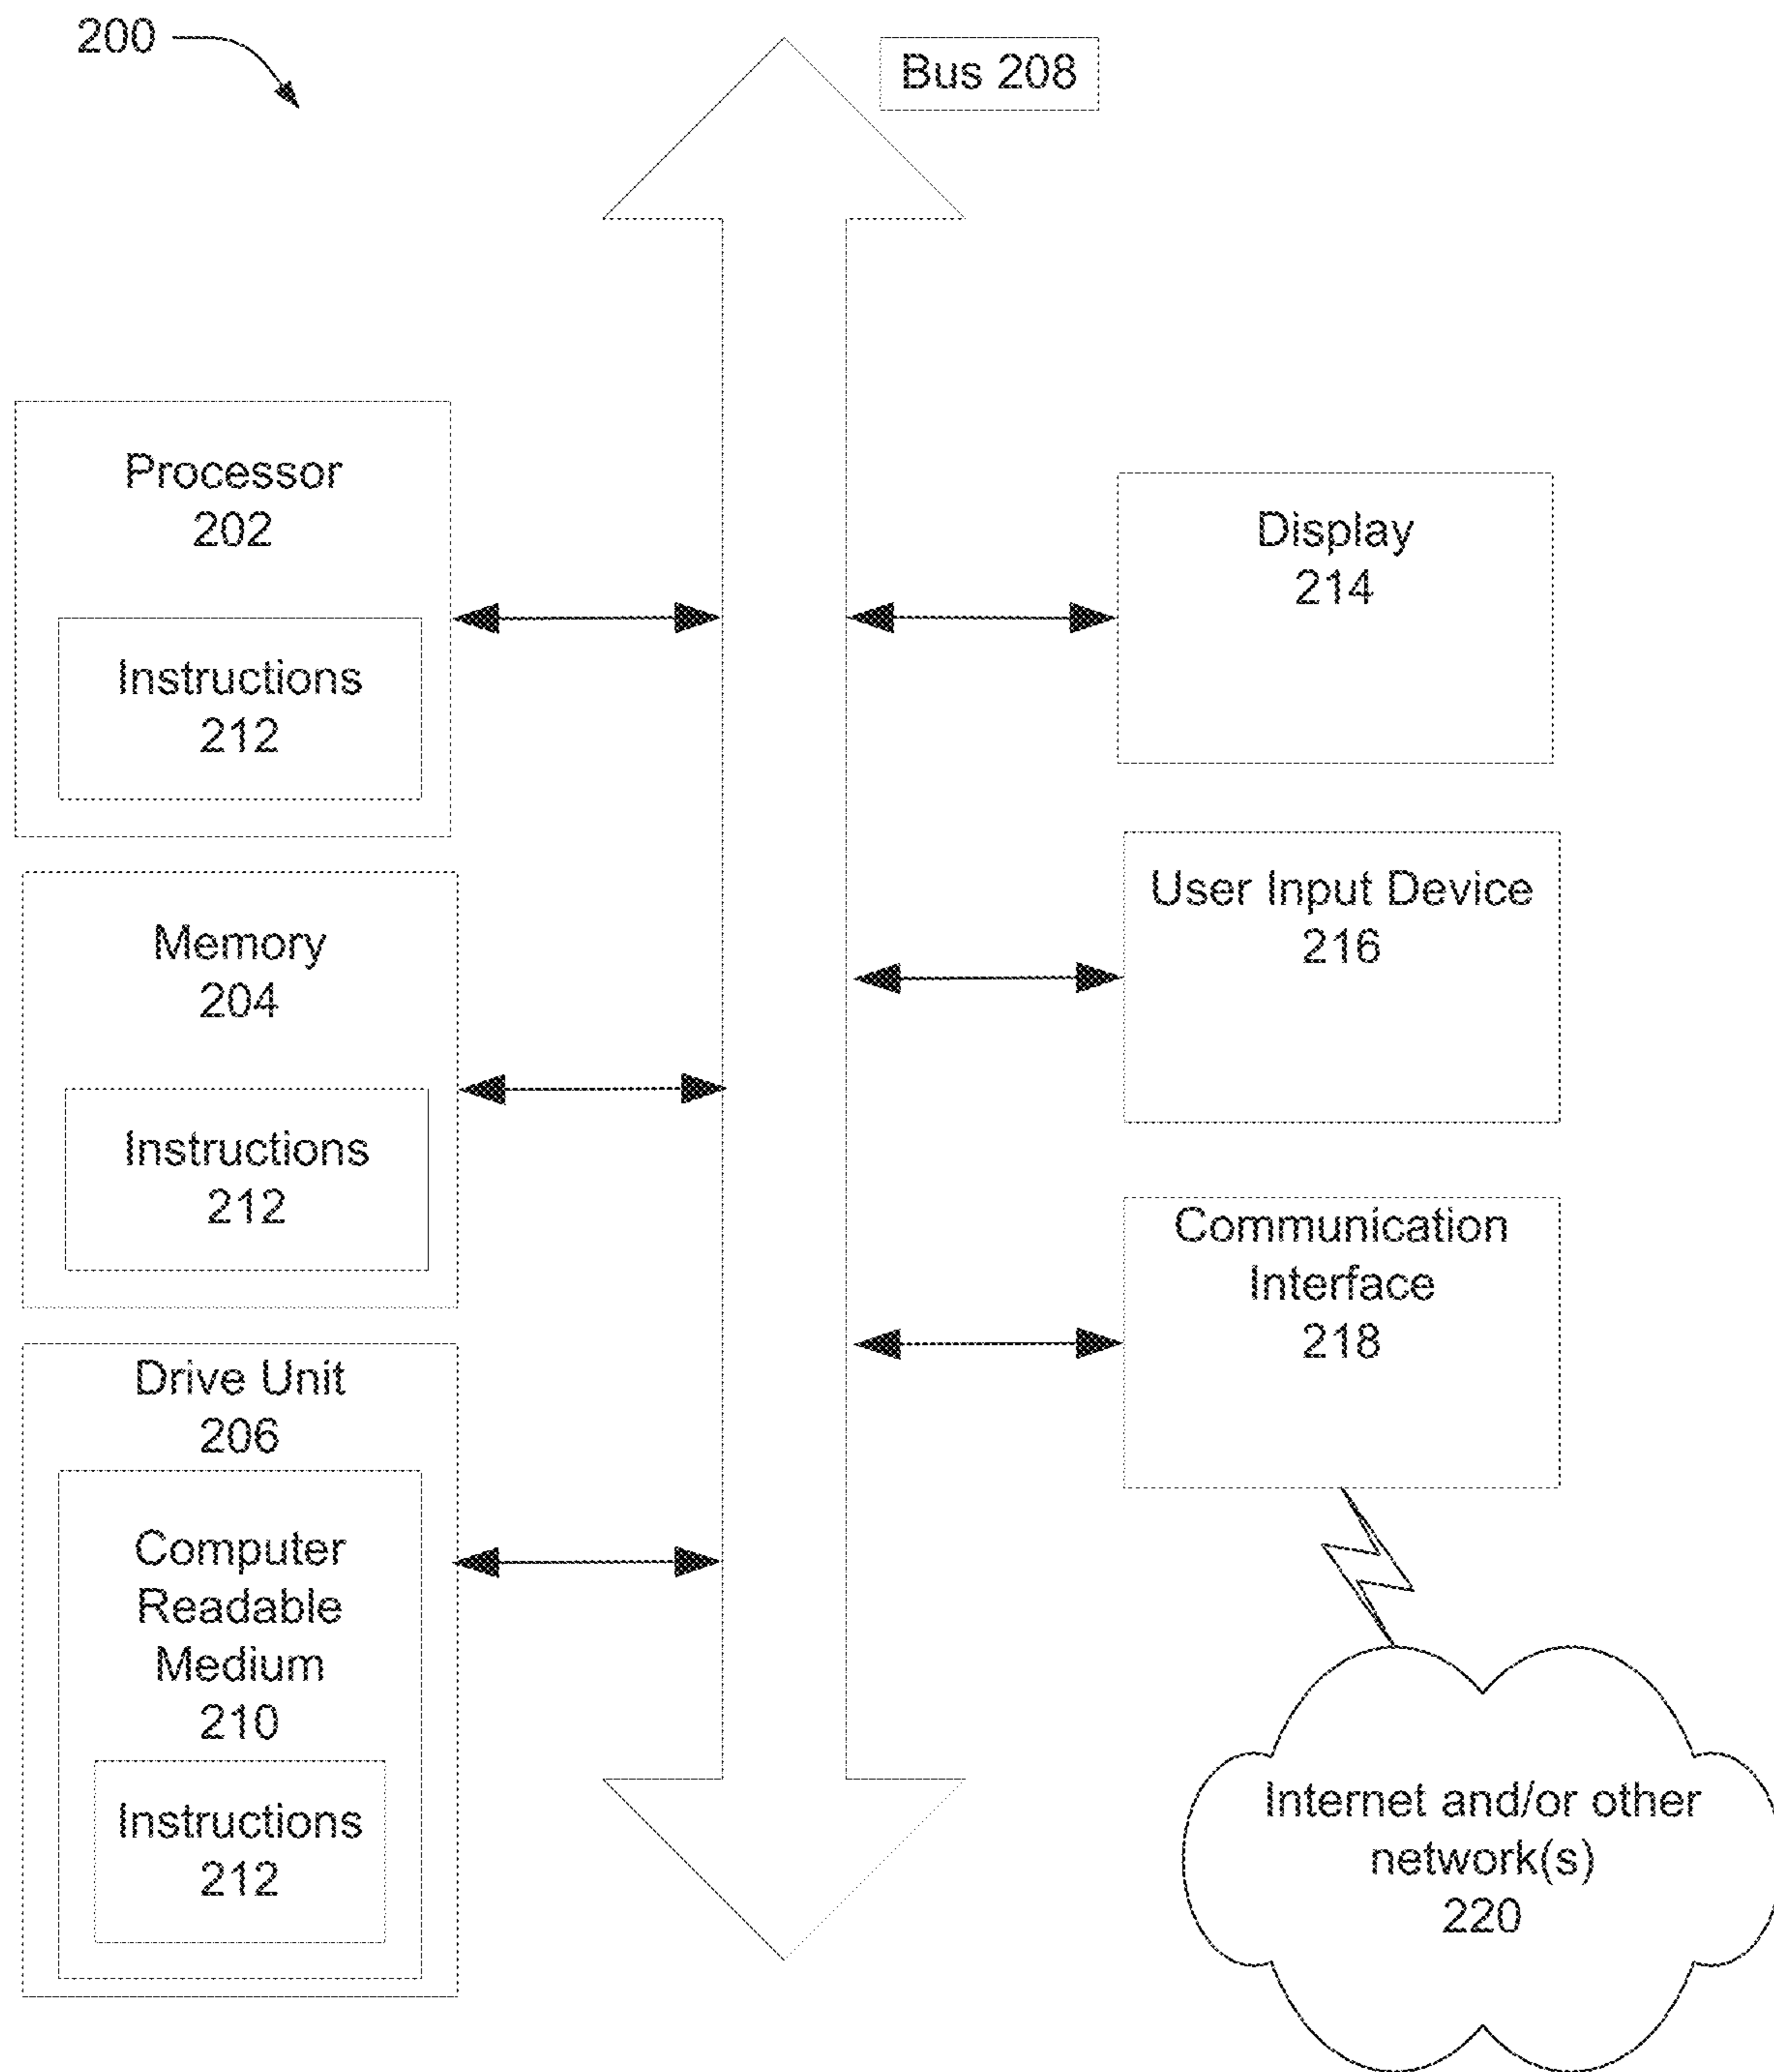 200
Bus 208
Processor
202
Instructions
212
Memory
204
Instructions
212
Drive Unit
206
Computer
Readable
Medium
210
Instructions
212
Display
214
User Input Device
216
Communication
Interface
218
Internet and/or other
network(s)
220